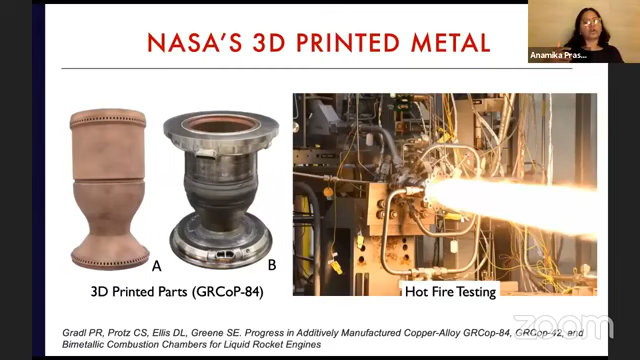 NASA'S 3D PRINTED METAL
Anamika Pras...
A
B
3D Printed Parts (GRCoP-84)
Hot Fire Testing
Gradl PR, Protz CS, Ellis DL, Greene SE. Progress in Additively Manufactured Copper-Alloy GRCop-84, GRCop-42, and
Bimetallic Combustion Chambers for Liquid Rocket Engines
zoom